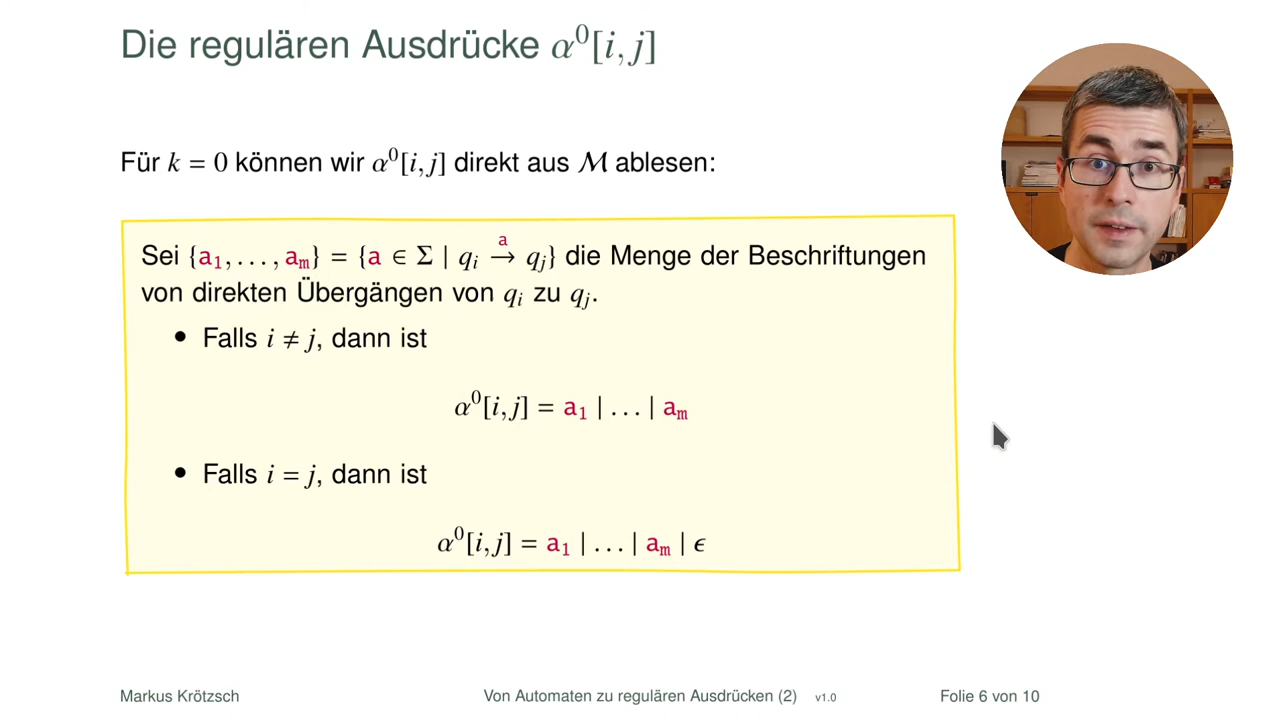 Die regulären Ausdrücke α⁰[i, j]
Für k = 0 können wir α⁰[i, j] direkt aus ℳ ablesen:
Sei {a₁, . . . , aₘ} = {a ∈ Σ | qᵢ →ᵃ qⱼ} die Menge der Beschriftungen
von direkten Übergängen von qᵢ zu qⱼ.
• Falls i ≠ j, dann ist
α⁰[i, j] = a₁ | . . . | aₘ
• Falls i = j, dann ist
α⁰[i, j] = a₁ | . . . | aₘ | ϵ
Markus Krötzsch Von Automaten zu regulären Ausdrücken (2) v1.0 Folie 6 von 10